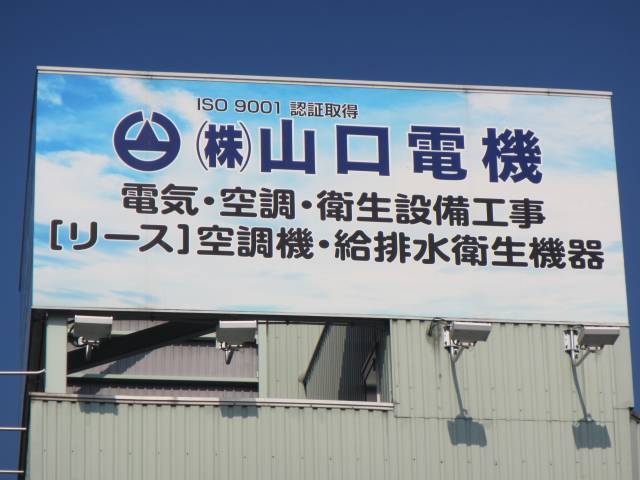 ISO 9001 認証取得
(株)山口電機
電気・空調・衛生設備工事
[リース]空調機・給排水衛生機器